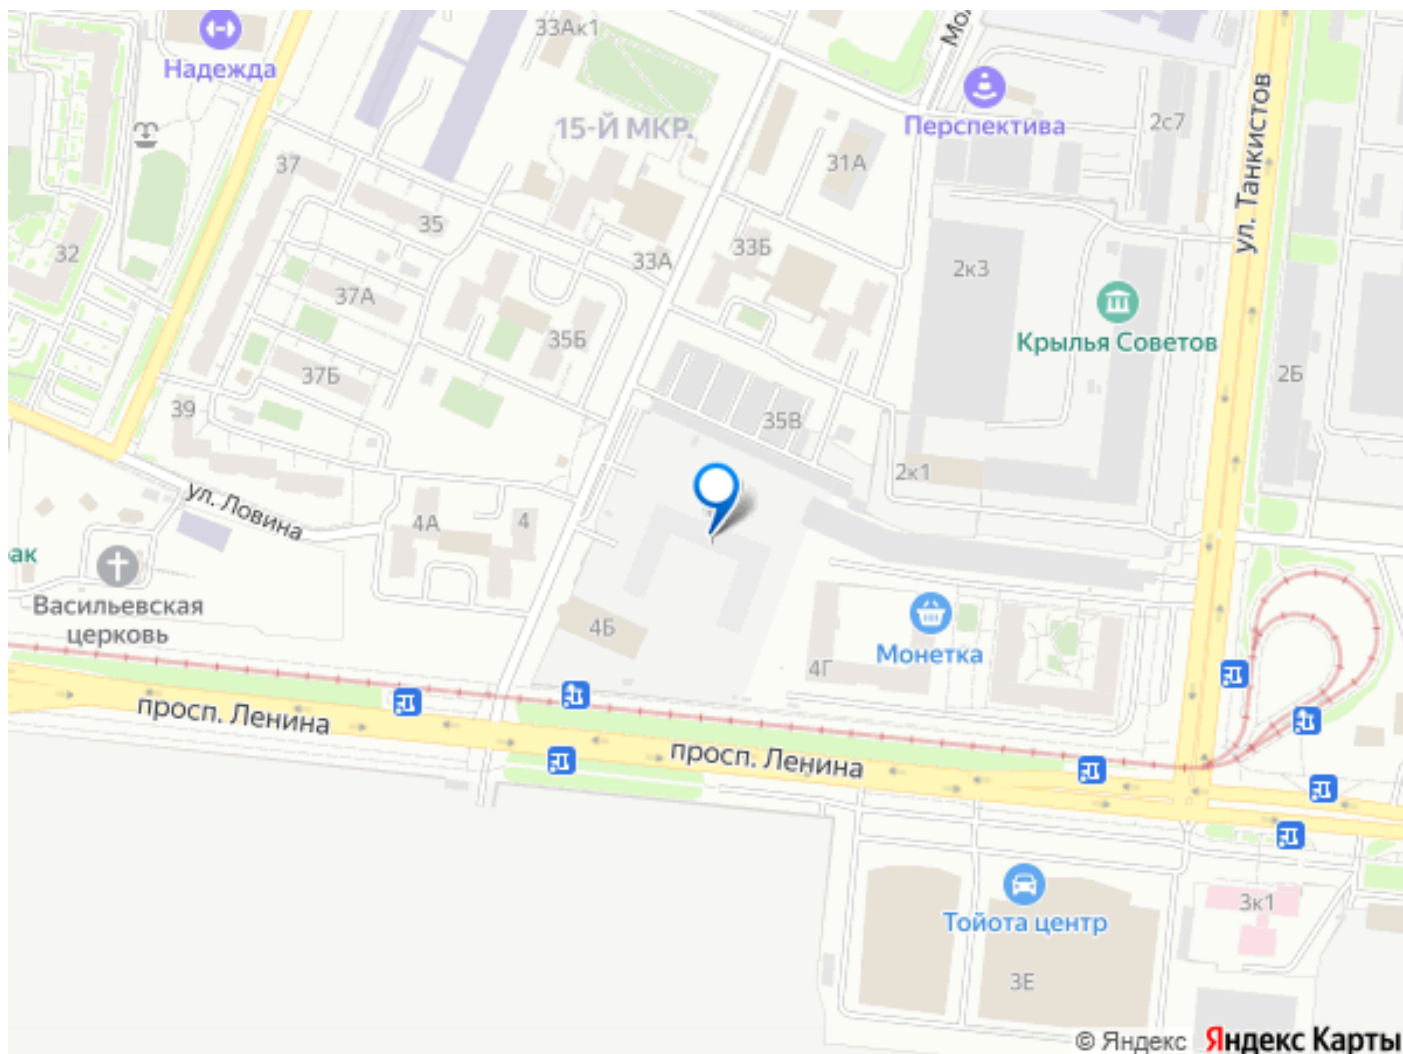 33Ак1
Надежда
Перспектива
2с7
ул. Танкистов
15-Й МКР.
31А
37
35
32
33А
33Б
2к3
37А
Крылья Советов
35Б
37Б
2Б
39
35В
2к1
ул. Ловина
4А
4
Васильевская
церковь
4Б
Монетка
4Г
просп. Ленина
просп. Ленина
Тойота центр
3к1
3Е
© Яндекс Яндекс Карты